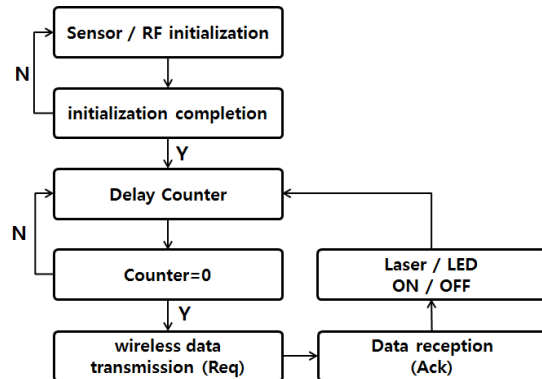 Sensor / RF initialization
N
initialization completion
Y
Delay Counter
N
Counter=0
Laser / LED
ON / OFF
Y
wireless data
transmission (Req)
Data reception
(Ack)